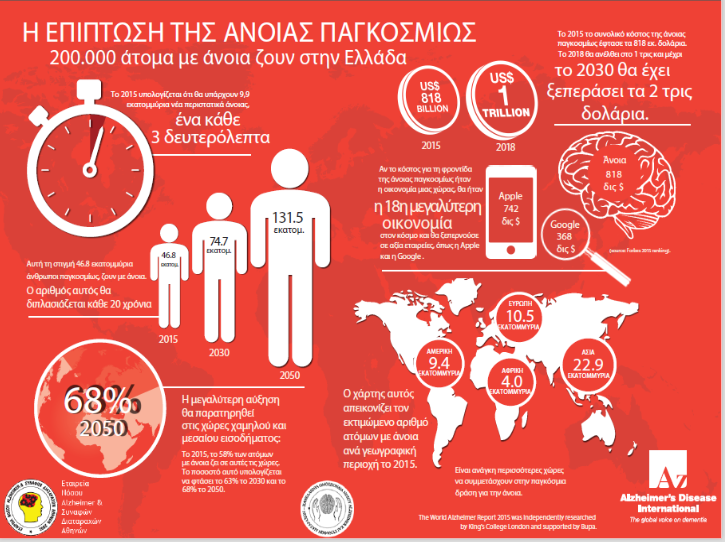 Η ΕΠΙΠΤΩΣΗ ΤΗΣ ΑΝΟΙΑΣ ΠΑΓΚΟΣΜΙΩΣ
200.000 άτομα με άνοια ζουν στην Ελλάδα
Το 2015 υπολογίζεται ότι θα υπάρχουν 9,9
εκατομμύρια νέα περιστατικά άνοιας,
ένα κάθε
3 δευτερόλεπτα
Το 2015 το συνολικό κόστος της άνοιας
παγκοσμίως έφτασε τα 818 εκ. δολάρια.
Το 2018 θα ανέλθει στο 1 τρις και μέχρι
το 2030 θα έχει
ξεπεράσει τα 2 τρις
δολάρια.
US$
818
BILLION
2015
US$
1
TRILLION
2018
Αν το κόστος για τη φροντίδα
της άνοιας παγκοσμίως ήταν
η οικονομία μιας χώρας, θα ήταν
η 18η μεγαλύτερη
οικονομία
στον κόσμο και θα ξεπερνούσε
σε αξία εταιρείες, όπως η Apple
και η Google.
Apple
742
δις $
Google
368
δις $
Άνοια
818
δις $
(source: Forbes 2015 ranking).
Αυτή τη στιγμή 46.8 εκατομμύρια
άνθρωποι παγκοσμίως, ζουν με άνοια.
Ο αριθμός αυτός θα
διπλασιάζεται κάθε 20 χρόνια
46.8
εκατομ.
2015
74.7
εκατομ.
2030
131.5
εκατομ.
2050
68%
2050
Η μεγαλύτερη αύξηση
θα παρατηρηθεί
στις χώρες χαμηλού και
μεσαίου εισοδήματος:
Το 2015, το 58% των ατόμων
με άνοια ζει σε αυτές τις χώρες.
Το ποσοστό αυτό υπολογίζεται
να φτάσει το 63% το 2030 και το
68% το 2050.
ΕΥΡΩΠΗ
10.5
ΕΚΑΤΟΜΜΥΡΙΑ
ΑΜΕΡΙΚΗ
9.4
ΕΚΑΤΟΜΜΥΡΙΑ
ΑΦΡΙΚΗ
4.0
ΕΚΑΤΟΜΜΥΡΙΑ
ΑΣΙΑ
22.9
ΕΚΑΤΟΜΜΥΡΙΑ
Ο χάρτης αυτός
απεικονίζει τον
εκτιμώμενο αριθμό
ατόμων με άνοια
ανά γεωγραφική
περιοχή το 2015.
Είναι ανάγκη περισσότερες χώρες
να συμμετάσχουν στην παγκόσμια
δράση για την άνοια.
Εταιρεία
Νόσου
Alzheimer &
Συναφών
Διαταραχών
Αθηνών
The World Alzheimer Report 2015 was independently researched
by King's College London and supported by Bupa.
Az
Alzheimer's Disease
International
The global voice on dementia